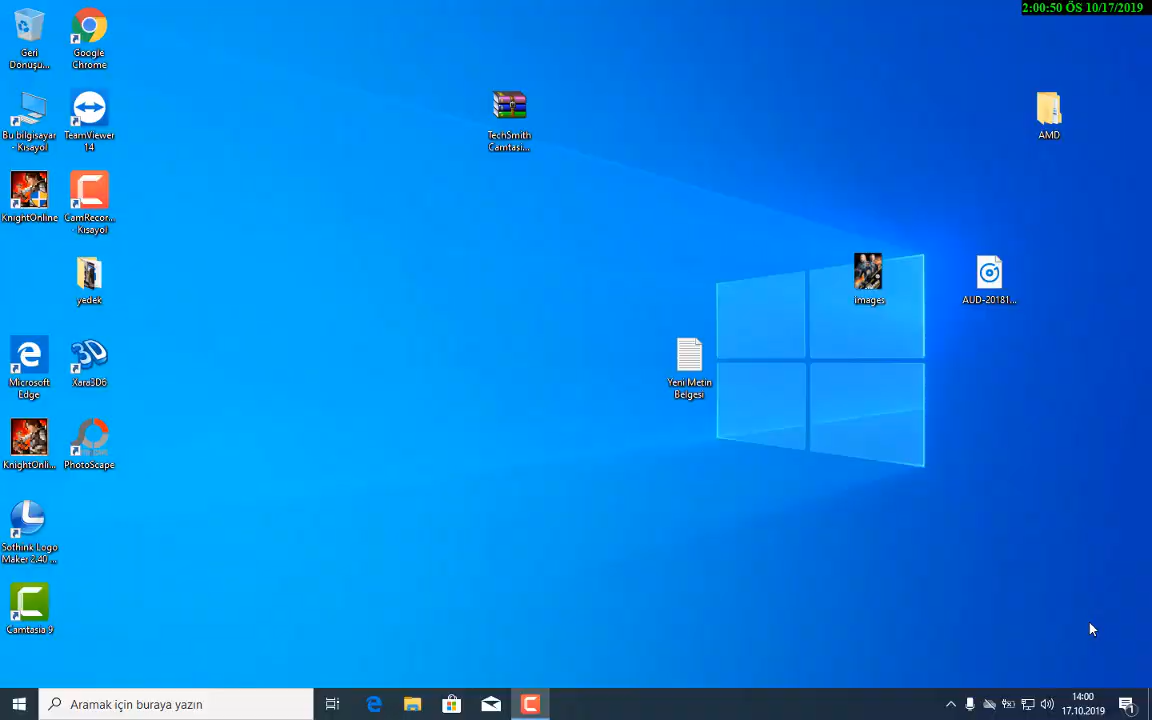 2:00:50 ÖS 10/17/2019
Geri
Dönüşü...
Google
Chrome
Bu bilgisayar
- Kısayol
TeamViewer
14
TechSmith
Camtasi...
AMD
KnightOnline
CamRecor...
- Kısayol
yedek
images
AUD-20181...
Microsoft
Edge
Xara3D6
Yeni Metin
Belgesi
KnightOnli...
PhotoScape
Sothink Logo
Maker 2.40 ...
Camtasia 9
Aramak için buraya yazın
14:00
17.10.2019
1